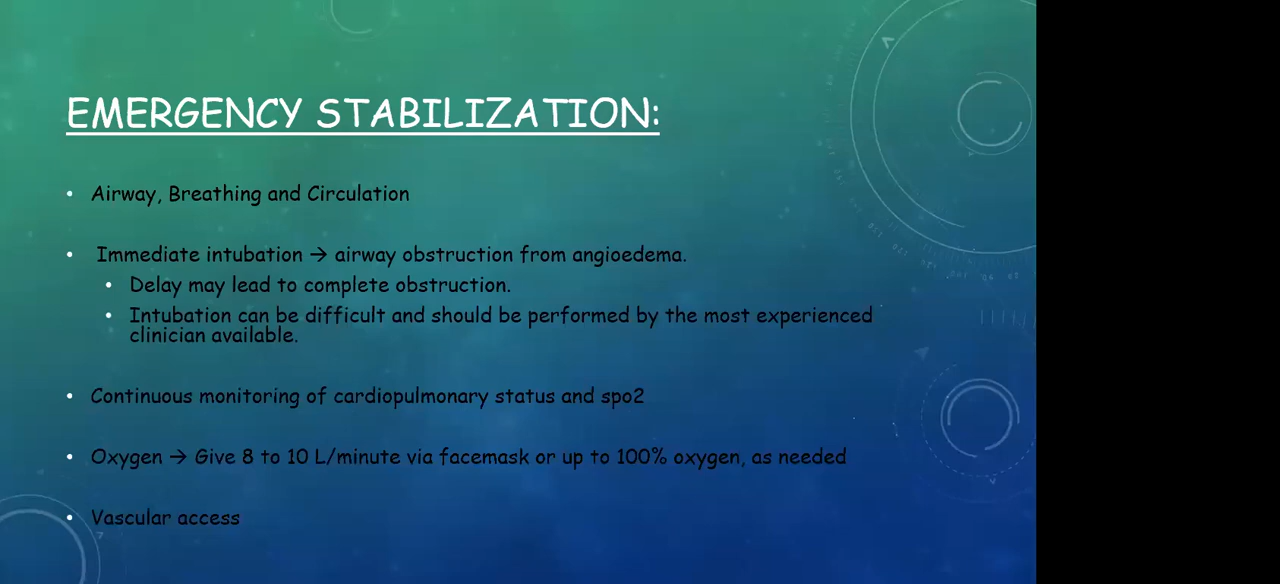 EMERGENCY STABILIZATION:
• Airway, Breathing and Circulation
• Immediate intubation → airway obstruction from angioedema.
• Delay may lead to complete obstruction.
• Intubation can be difficult and should be performed by the most experienced
clinician available.
• Continuous monitoring of cardiopulmonary status and spo2
• Oxygen → Give 8 to 10 L/minute via facemask or up to 100% oxygen, as needed
• Vascular access